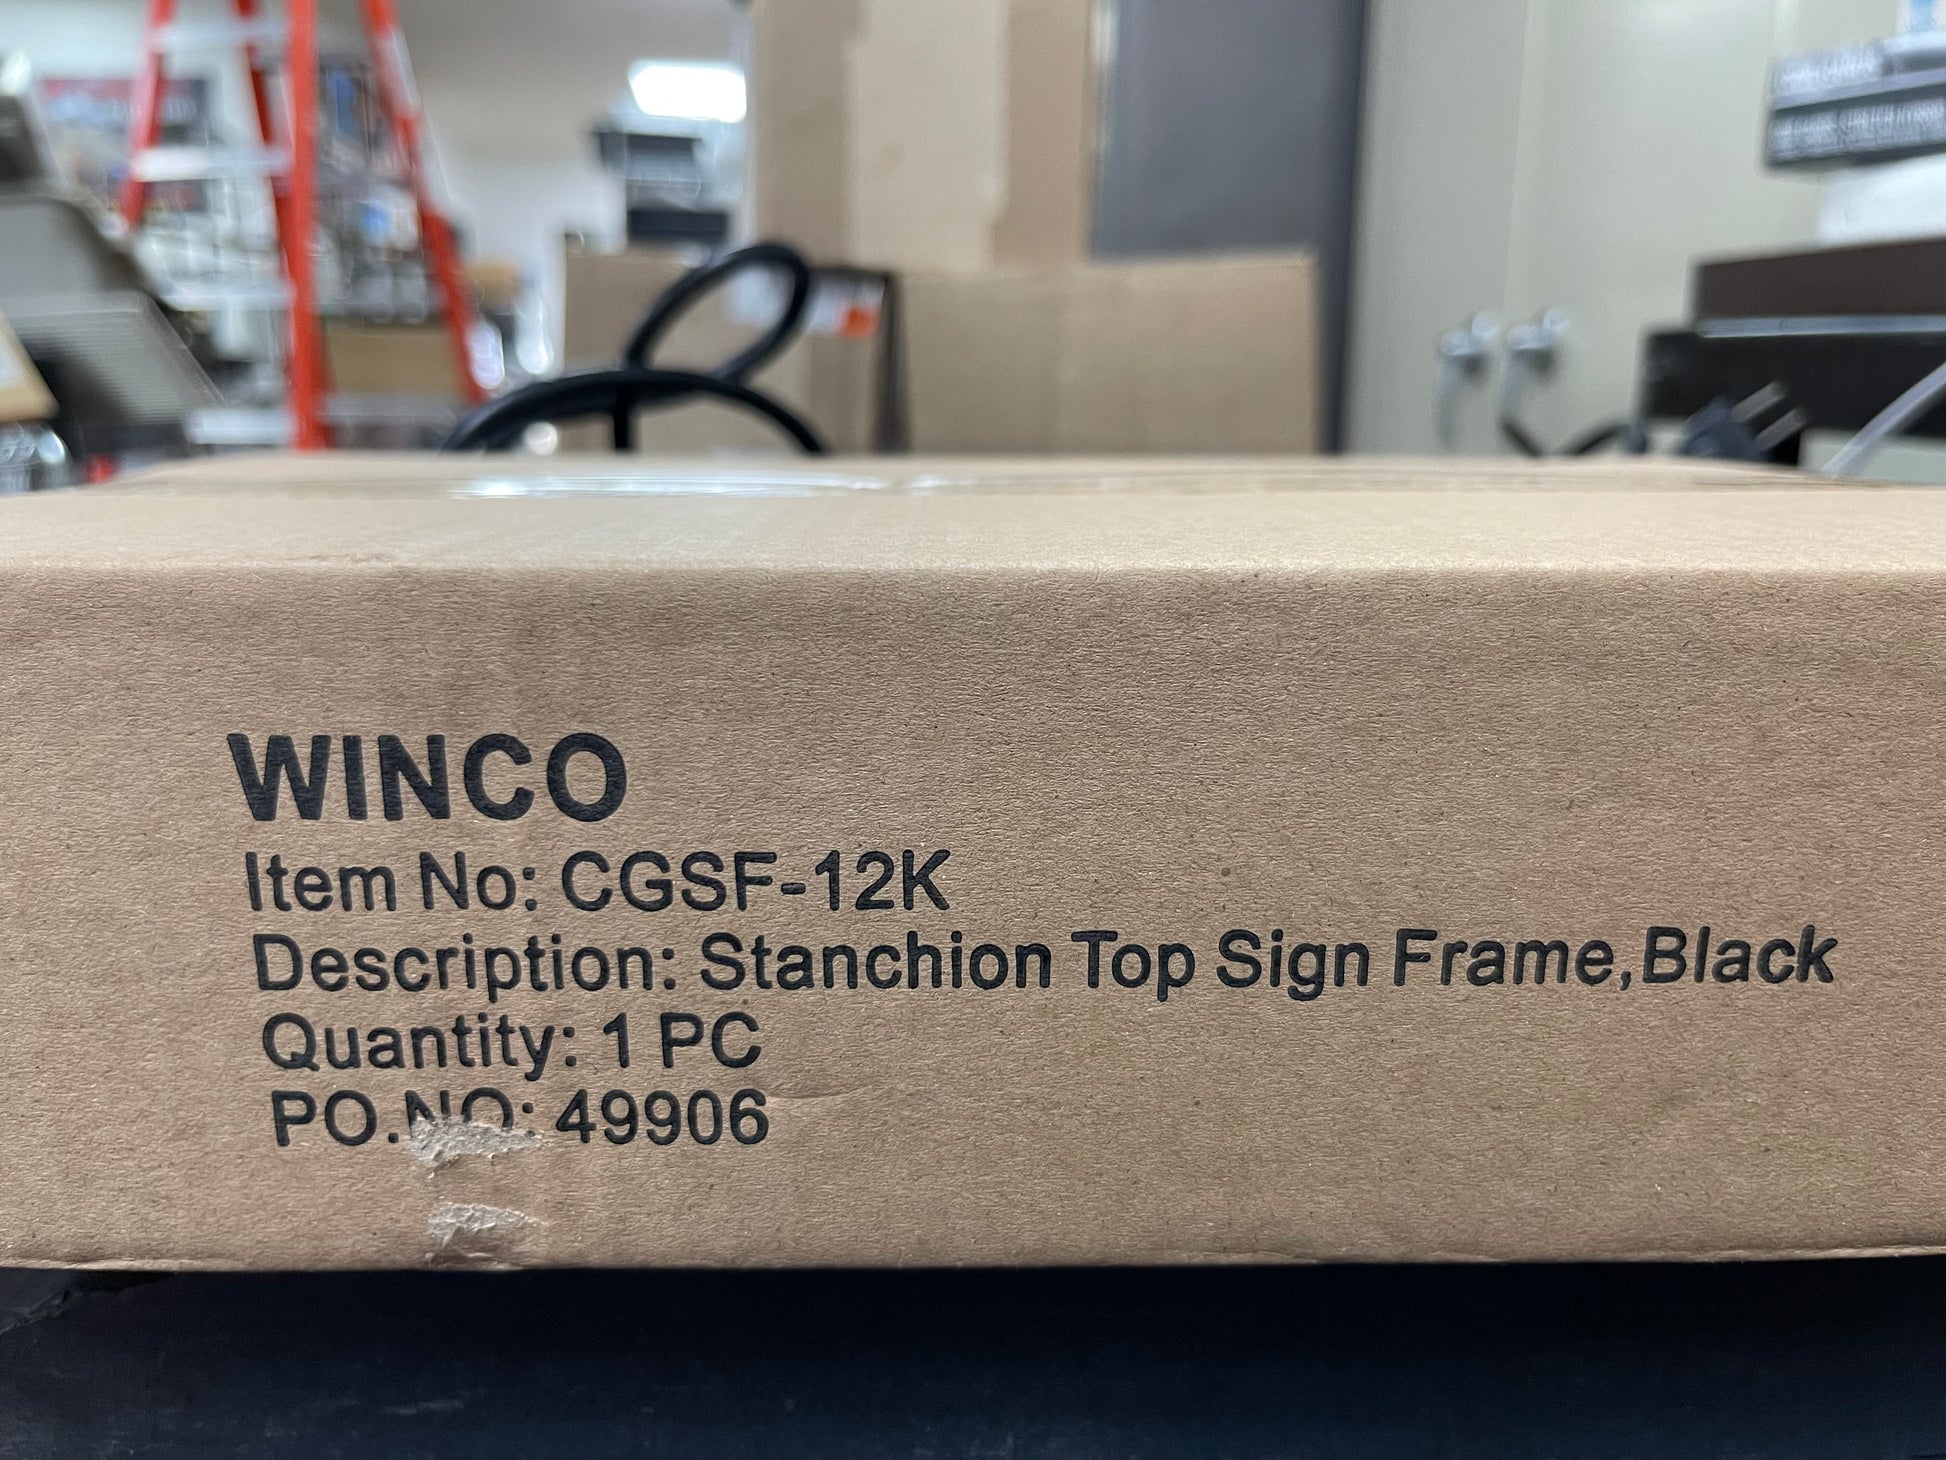 WINCO
Item No: CGSF-12K
Description: Stanchion Top Sign Frame,Black
Quantity: 1 PC
PO.NO: 49906